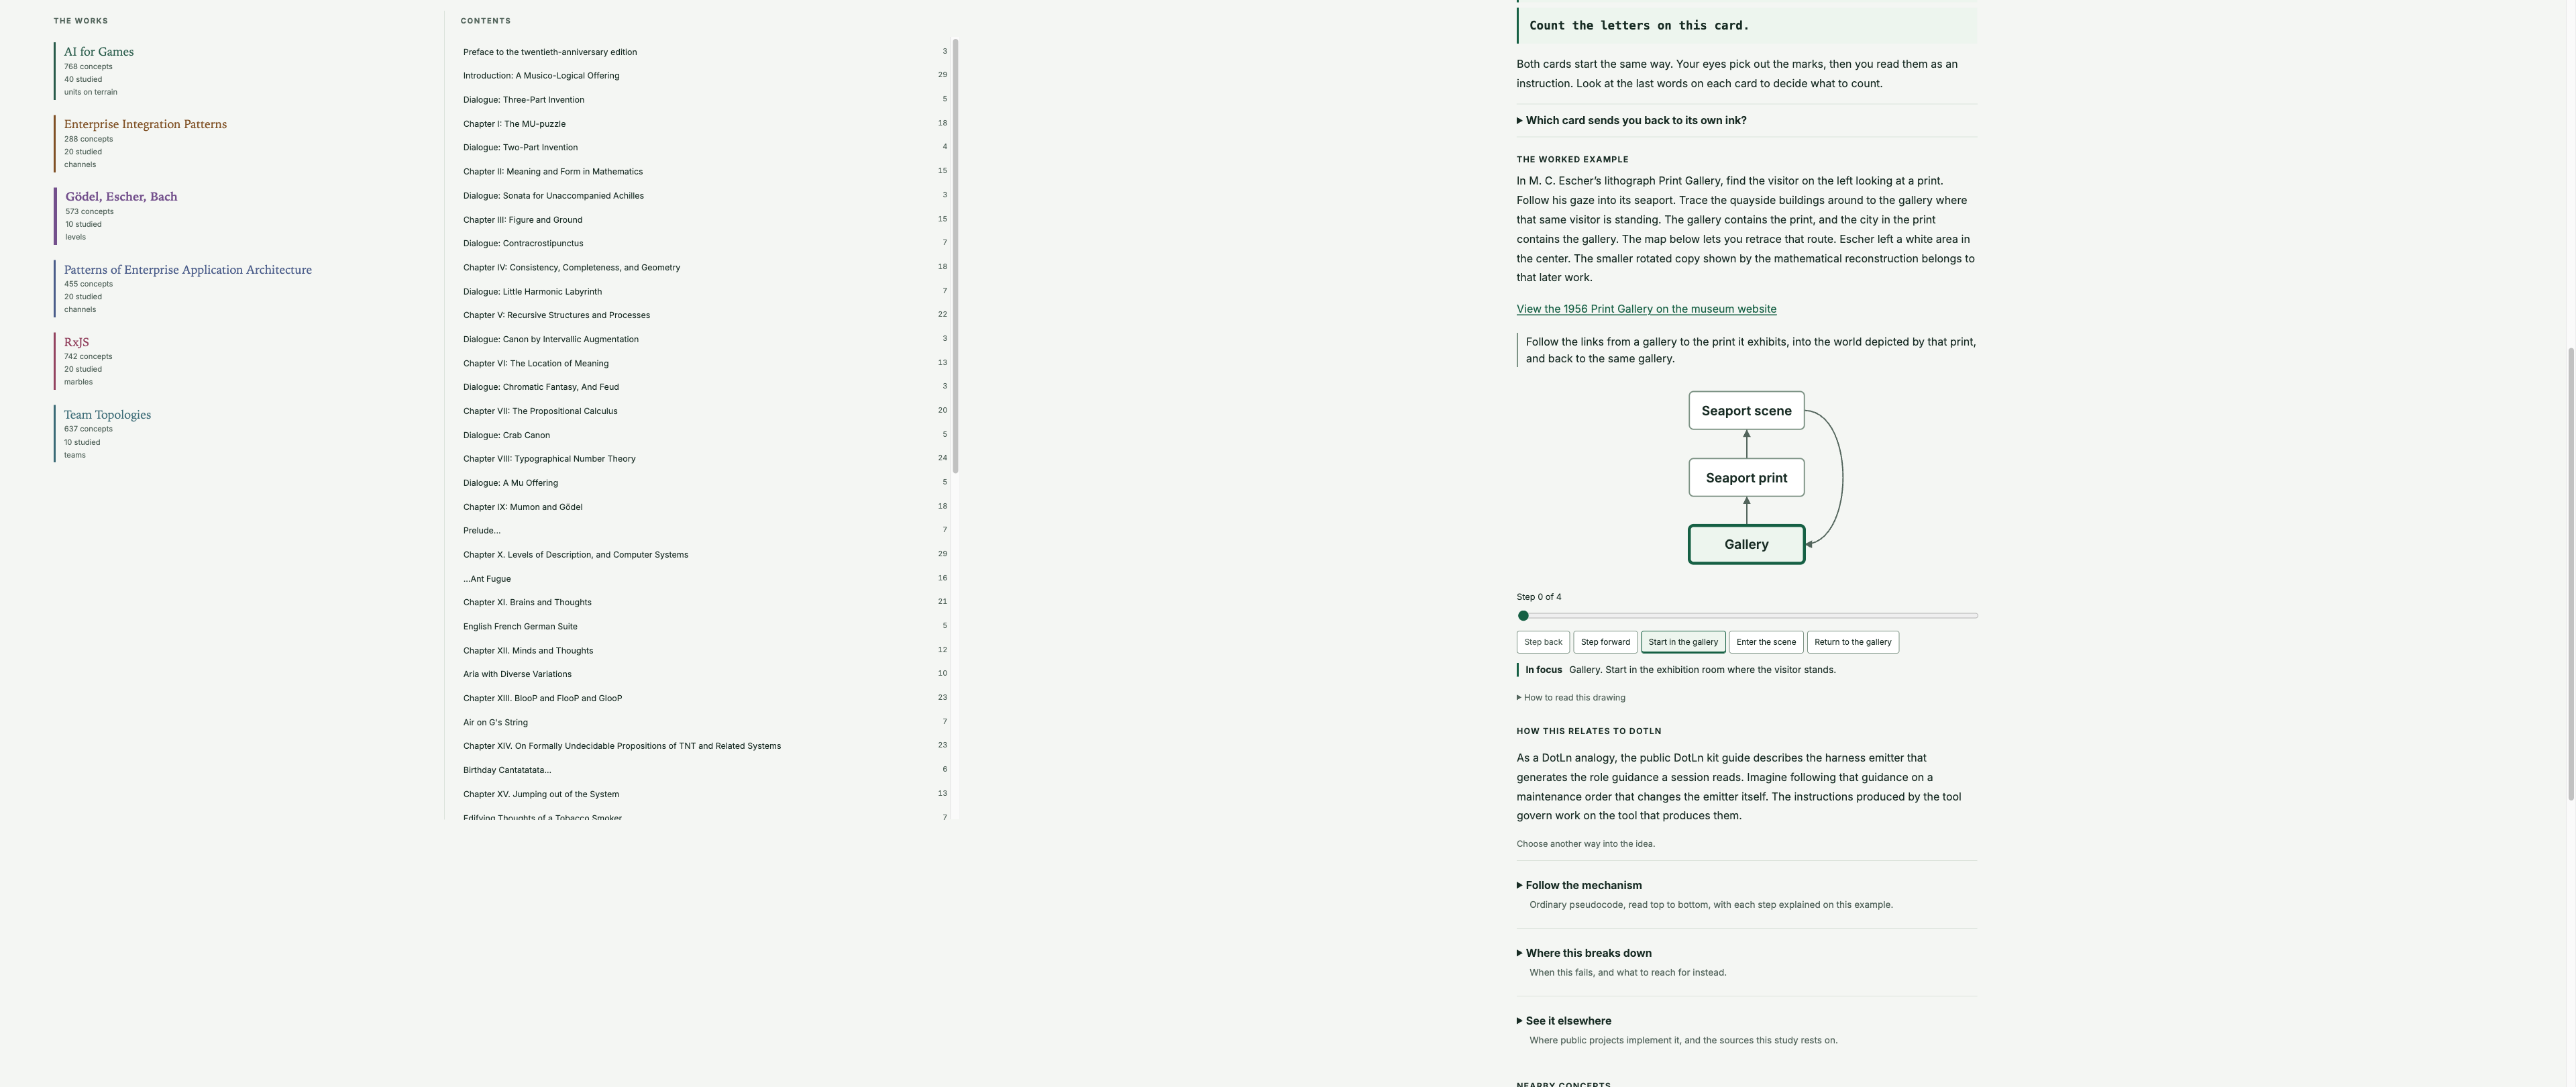 THE WORKS
AI for Games
768 concepts
40 studied
units on terrain
Enterprise Integration Patterns
288 concepts
20 studied
channels
Gödel, Escher, Bach
573 concepts
10 studied
levels
Patterns of Enterprise Application Architecture
455 concepts
20 studied
channels
RxJS
742 concepts
20 studied
marbles
Team Topologies
637 concepts
10 studied
teams
CONTENTS
Preface to the twentieth-anniversary edition 3
Introduction: A Musico-Logical Offering 29
Dialogue: Three-Part Invention 5
Chapter I: The MU-puzzle 18
Dialogue: Two-Part Invention 4
Chapter II: Meaning and Form in Mathematics 15
Dialogue: Sonata for Unaccompanied Achilles 3
Chapter III: Figure and Ground 15
Dialogue: Contracrostipunctus 7
Chapter IV: Consistency, Completeness, and Geometry 18
Dialogue: Little Harmonic Labyrinth 7
Chapter V: Recursive Structures and Processes 22
Dialogue: Canon by Intervallic Augmentation 3
Chapter VI: The Location of Meaning 13
Dialogue: Chromatic Fantasy, And Feud 3
Chapter VII: The Propositional Calculus 20
Dialogue: Crab Canon 5
Chapter VIII: Typographical Number Theory 24
Dialogue: A Mu Offering 5
Chapter IX: Mumon and Gödel 18
Prelude... 7
Chapter X. Levels of Description, and Computer Systems 29
...Ant Fugue 16
Chapter XI. Brains and Thoughts 21
English French German Suite 5
Chapter XII. Minds and Thoughts 12
Aria with Diverse Variations 10
Chapter XIII. BlooP and FlooP and GlooP 23
Air on G's String 7
Chapter XIV. On Formally Undecidable Propositions of TNT and Related Systems 23
Birthday Cantatatata... 6
Chapter XV. Jumping out of the System 13
Edifying Thoughts of a Tobacco Smoker 7
Count the letters on this card.
Both cards start the same way. Your eyes pick out the marks, then you read them as an
instruction. Look at the last words on each card to decide what to count.
Which card sends you back to its own ink?
THE WORKED EXAMPLE
In M. C. Escher’s lithograph Print Gallery, find the visitor on the left looking at a print.
Follow his gaze into its seaport. Trace the quayside buildings around to the gallery where
that same visitor is standing. The gallery contains the print, and the city in the print
contains the gallery. The map below lets you retrace that route. Escher left a white area in
the center. The smaller rotated copy shown by the mathematical reconstruction belongs to
that later work.
View the 1956 Print Gallery on the museum website
Follow the links from a gallery to the print it exhibits, into the world depicted by that print,
and back to the same gallery.
Seaport scene
Seaport print
Gallery
Step 0 of 4
Step back Step forward Start in the gallery Enter the scene Return to the gallery
In focus Gallery. Start in the exhibition room where the visitor stands.
How to read this drawing
HOW THIS RELATES TO DOTLN
As a DotLn analogy, the public DotLn kit guide describes the harness emitter that
generates the role guidance a session reads. Imagine following that guidance on a
maintenance order that changes the emitter itself. The instructions produced by the tool
govern work on the tool that produces them.
Choose another way into the idea.
Follow the mechanism
Ordinary pseudocode, read top to bottom, with each step explained on this example.
Where this breaks down
When this fails, and what to reach for instead.
See it elsewhere
Where public projects implement it, and the sources this study rests on.
NEARBY CONCEPTS